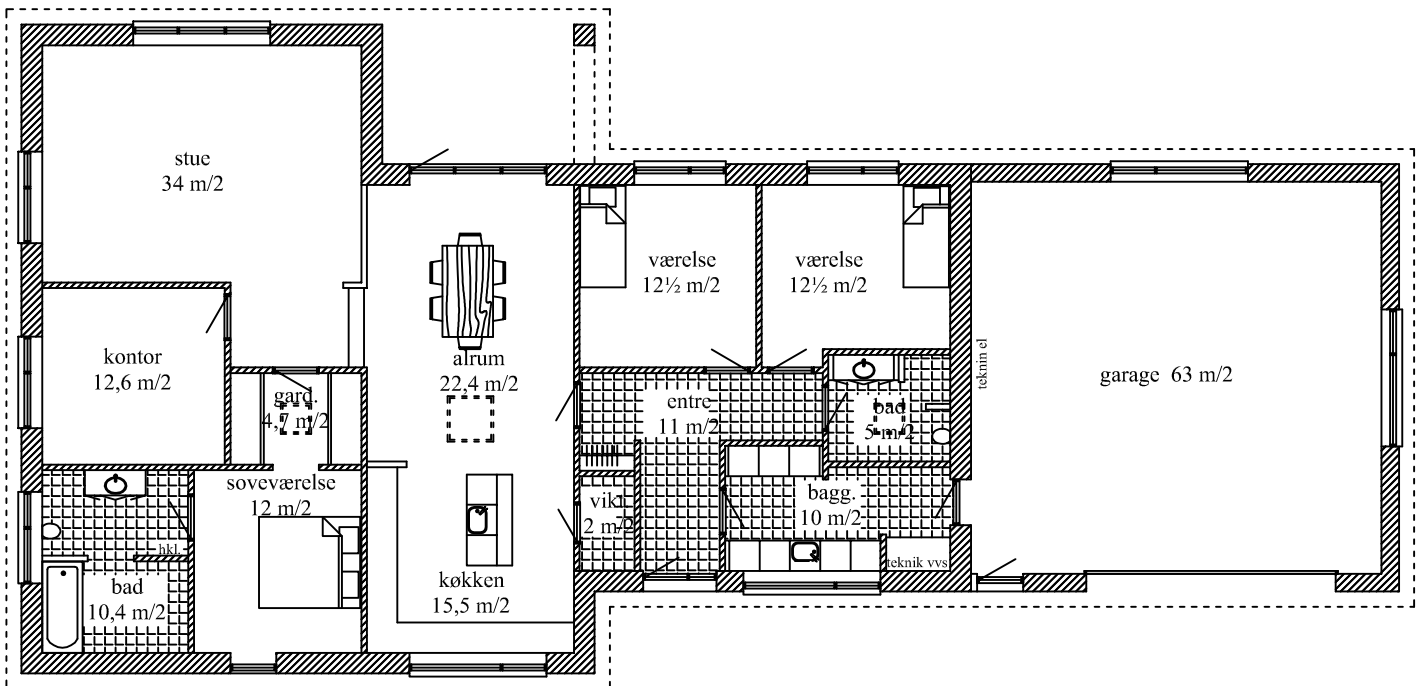 stue
34 m/2
kontor
12,6 m/2
gard.
4,7 m/2
soveværelse
12 m/2
hkl.
bad
10,4 m/2
alrum
22,4 m/2
køkken
15,5 m/2
værelse
12½ m/2
værelse
12½ m/2
entre
11 m/2
bad
5 m/2
vikt
2 m/2
bagg.
10 m/2
teknik vvs
teknin el
garage 63 m/2